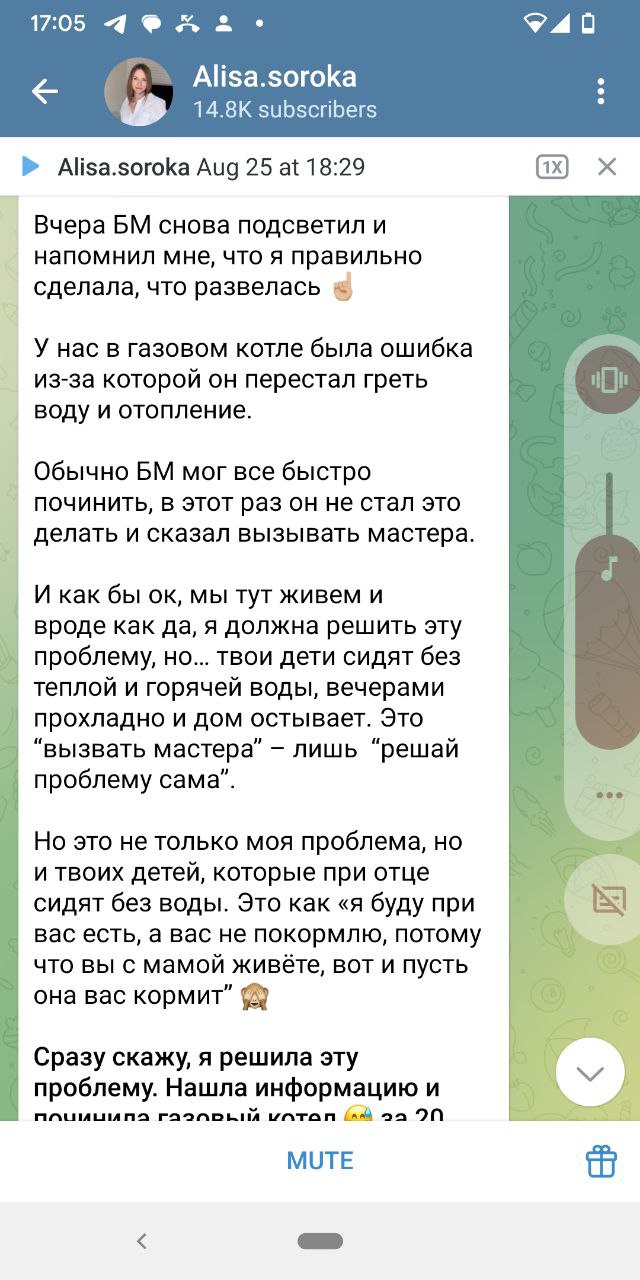 17:05
Alisa.soroka
14.8K subscribers
Alisa.soroka Aug 25 at 18:29
1X
Вчера БМ снова подсветил и
напомнил мне, что я правильно
сделала, что развелась ☝🏼
У нас в газовом котле была ошибка
из-за которой он перестал греть
воду и отопление.
Обычно БМ мог все быстро
починить, в этот раз он не стал это
делать и сказал вызывать мастера.
И как бы ок, мы тут живем и
вроде как да, я должна решить эту
проблему, но... твои дети сидят без
теплой и горячей воды, вечерами
прохладно и дом остывает. Это
“вызвать мастера” – лишь “решай
проблему сама”.
Но это не только моя проблема, но
и твоих детей, которые при отце
сидят без воды. Это как «я буду при
вас есть, а вас не покормлю, потому
что вы с мамой живёте, вот и пусть
она вас кормит” 🙈
Сразу скажу, я решила эту
проблему. Нашла информацию и
починила газовый котел 😅 за 20
MUTE